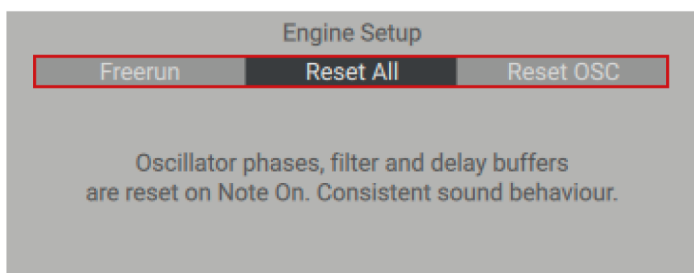 Engine Setup
Freerun Reset All Reset OSC
Oscillator phases, filter and delay buffers
are reset on Note On. Consistent sound behaviour.